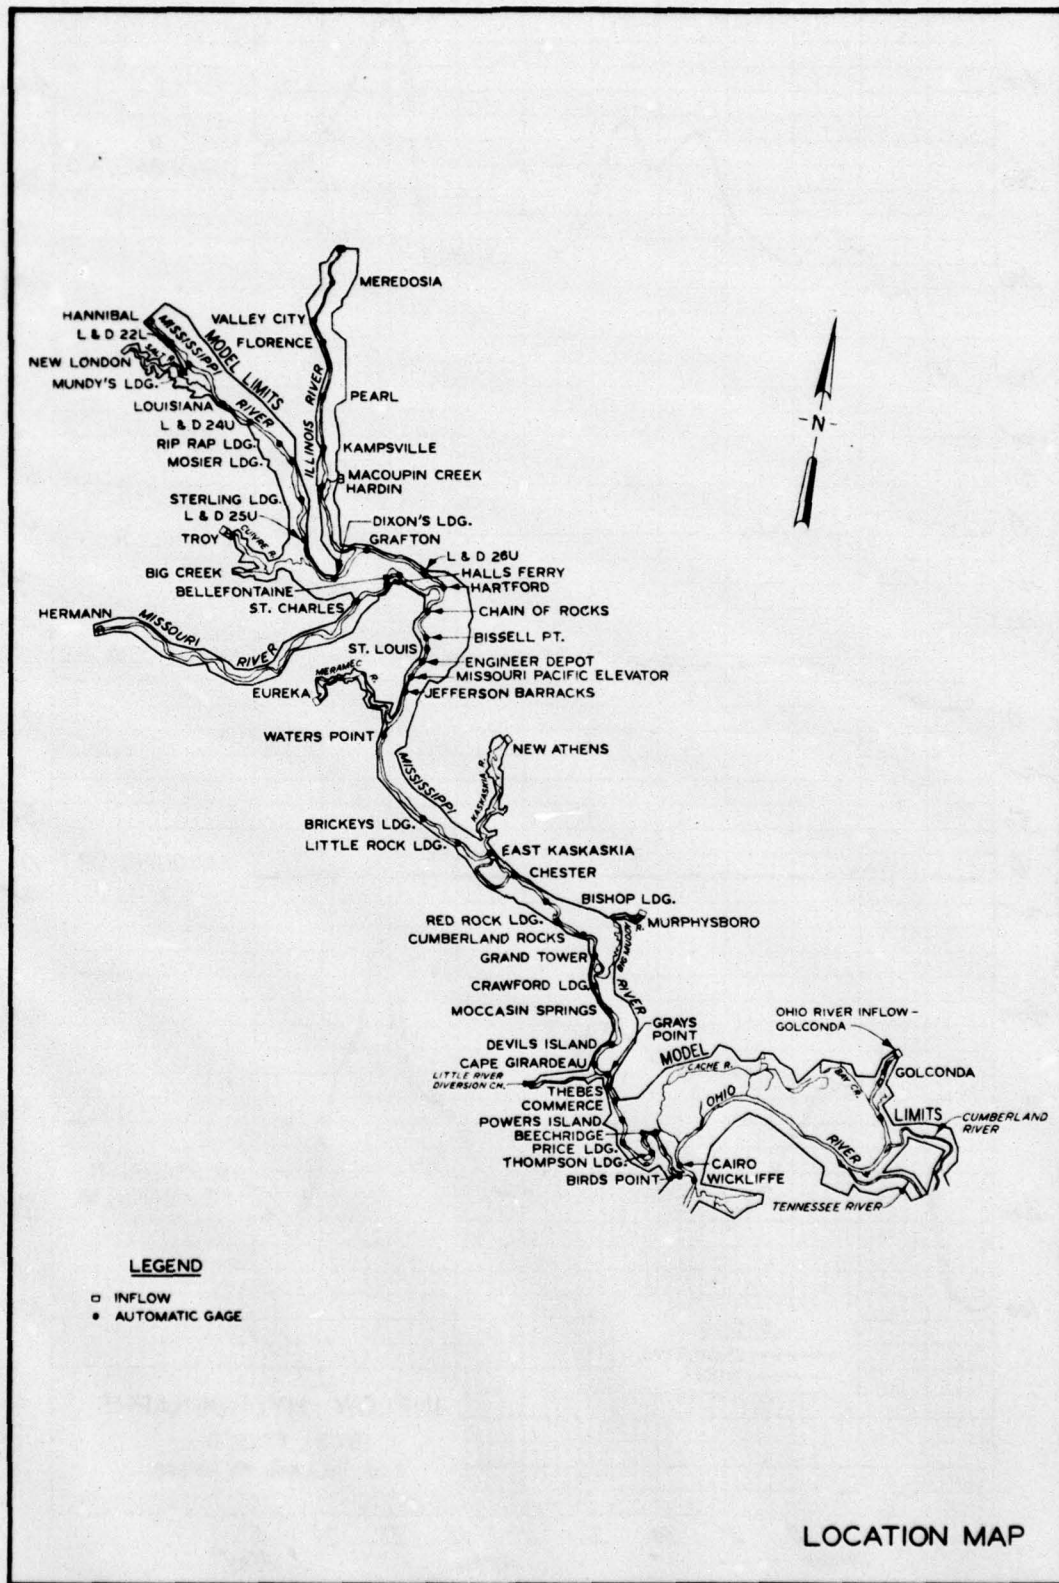 MEREDOSIA
HANNIBAL
VALLEY CITY
L & D 22L
FLORENCE
MISSISSIPPI
RIVER
MODEL LIMITS
SALT R.
NEW LONDON
MUNDY'S LDG.
ILLINOIS RIVER
PEARL
LOUISIANA
L & D 24U
RIP RAP LDG.
KAMPSVILLE
MOSIER LDG.
MACOUPIN CREEK
HARDIN
STERLING LDG.
L & D 25U
DIXON'S LDG.
TROY
CUIVRE R.
GRAFTON
L & D 26U
BIG CREEK
HALLS FERRY
BELLEFONTAINE
HARTFORD
ST. CHARLES
HERMANN
MISSOURI
RIVER
CHAIN OF ROCKS
BISSELL PT.
ST. LOUIS
ENGINEER DEPOT
MERAMEC
R.
MISSOURI PACIFIC ELEVATOR
EUREKA
JEFFERSON BARRACKS
WATERS POINT
NEW ATHENS
MISSISSIPPI
KASKASKIA R.
BRICKEYS LDG.
LITTLE ROCK LDG.
EAST KASKASKIA
CHESTER
BISHOP LDG.
RED ROCK LDG.
MURPHYSBORO
CUMBERLAND ROCKS
BIG MUDDY
R.
GRAND TOWER
CRAWFORD LDG.
RIVER
MOCCASIN SPRINGS
OHIO RIVER INFLOW -
GOLCONDA
GRAYS
POINT
DEVILS ISLAND
MODEL
CAPE GIRARDEAU
CACHE R.
GOLCONDA
LITTLE RIVER
DIVERSION CH.
BAY CR.
THEBES
OHIO
COMMERCE
LIMITS
POWERS ISLAND
CUMBERLAND
RIVER
BEECHRIDGE
PRICE LDG.
RIVER
THOMPSON LDG.
CAIRO
BIRDS POINT
WICKLIFFE
TENNESSEE RIVER
LEGEND
INFLOW
AUTOMATIC GAGE
-N-
LOCATION MAP